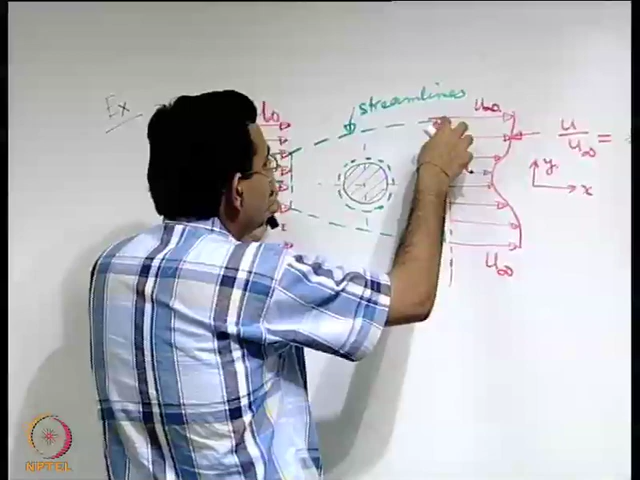 Ex
streamlines
u∞
u/u∞ =
y
x
u∞
NPTEL